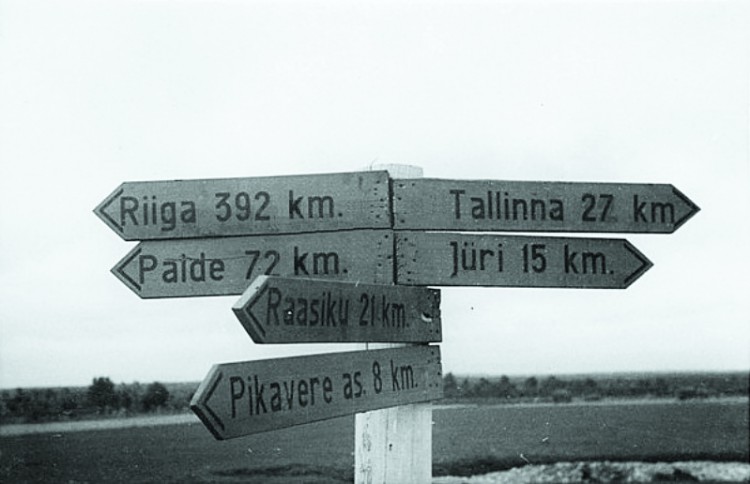 Riiga 392 km.
Tallinna 27 km
Paide 72 km.
Jüri 15 km.
Raasiku 21 km.
Pikavere as. 8 km.